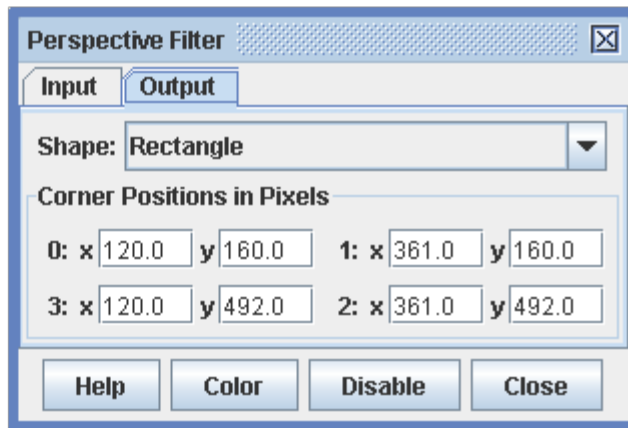 Perspective Filter
Input Output
Shape: Rectangle
Corner Positions in Pixels
0: x 120.0 y 160.0 1: x 361.0 y 160.0
3: x 120.0 y 492.0 2: x 361.0 y 492.0
Help Color Disable Close